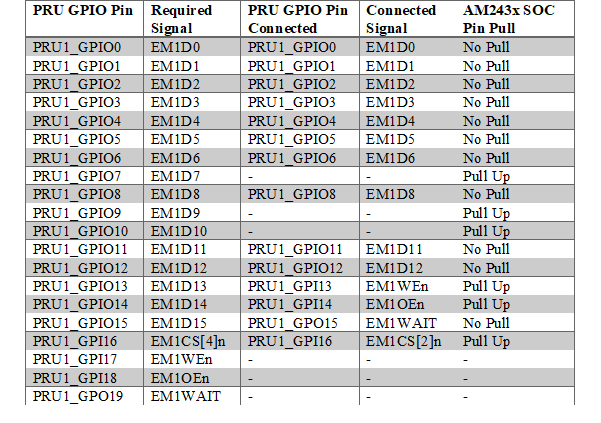 PRU GPIO Pin Required Signal PRU GPIO Pin Connected Connected Signal AM243x SOC Pin Pull
PRU1_GPIO0 EM1D0 PRU1_GPIO0 EM1D0 No Pull
PRU1_GPIO1 EM1D1 PRU1_GPIO1 EM1D1 No Pull
PRU1_GPIO2 EM1D2 PRU1_GPIO2 EM1D2 No Pull
PRU1_GPIO3 EM1D3 PRU1_GPIO3 EM1D3 No Pull
PRU1_GPIO4 EM1D4 PRU1_GPIO4 EM1D4 No Pull
PRU1_GPIO5 EM1D5 PRU1_GPIO5 EM1D5 No Pull
PRU1_GPIO6 EM1D6 PRU1_GPIO6 EM1D6 No Pull
PRU1_GPIO7 EM1D7 - - Pull Up
PRU1_GPIO8 EM1D8 PRU1_GPIO8 EM1D8 No Pull
PRU1_GPIO9 EM1D9 - - Pull Up
PRU1_GPIO10 EM1D10 - - Pull Up
PRU1_GPIO11 EM1D11 PRU1_GPIO11 EM1D11 No Pull
PRU1_GPIO12 EM1D12 PRU1_GPIO12 EM1D12 No Pull
PRU1_GPIO13 EM1D13 PRU1_GPI13 EM1WEn Pull Up
PRU1_GPIO14 EM1D14 PRU1_GPI14 EM1OEn Pull Up
PRU1_GPIO15 EM1D15 PRU1_GPO15 EM1WAIT No Pull
PRU1_GPI16 EM1CS[4]n PRU1_GPI16 EM1CS[2]n Pull Up
PRU1_GPI17 EM1WEn - - -
PRU1_GPI18 EM1OEn - - -
PRU1_GPO19 EM1WAIT - - -